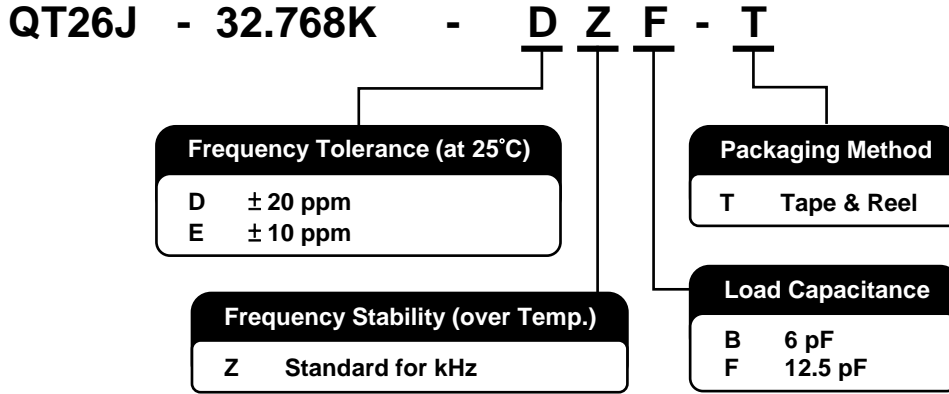 QT26J - 32.768K - D Z F - T
Frequency Tolerance (at 25°C)
D ± 20 ppm
E ± 10 ppm
Packaging Method
T Tape & Reel
Frequency Stability (over Temp.)
Z Standard for kHz
Load Capacitance
B 6 pF
F 12.5 pF